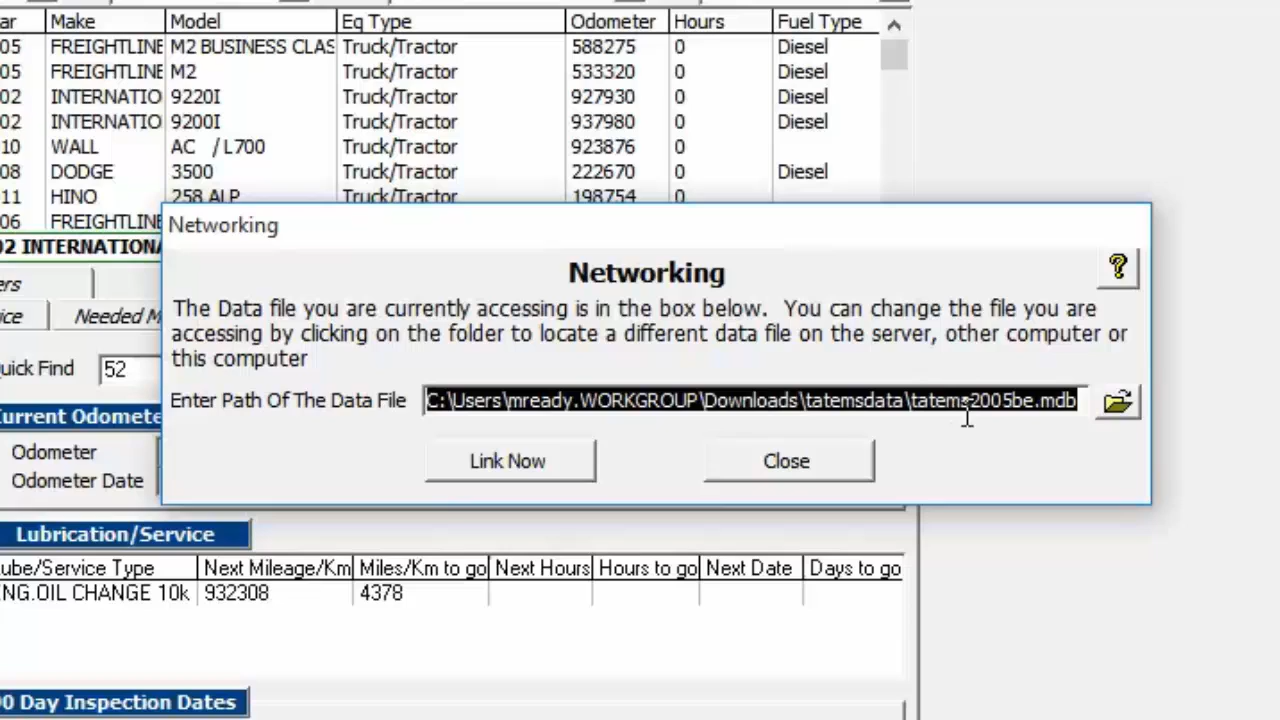 ar Make Model Eq Type Odometer Hours Fuel Type
05 FREIGHTLINE M2 BUSINESS CLAS Truck/Tractor 588275 0 Diesel
05 FREIGHTLINE M2 Truck/Tractor 533320 0 Diesel
02 INTERNATIO 9220I Truck/Tractor 927930 0 Diesel
02 INTERNATIO 9200I Truck/Tractor 937980 0 Diesel
10 WALL AC / L700 Truck/Tractor 923876 0
08 DODGE 3500 Truck/Tractor 222670 0 Diesel
11 HINO 258 ALP Truck/Tractor 198754 0
06 FREIGHTLINE
02 INTERNATIONA
Networking
Networking
?
The Data file you are currently accessing is in the box below. You can change the file you are
accessing by clicking on the folder to locate a different data file on the server, other computer or
this computer
Enter Path Of The Data File C:\Users\mready.WORKGROUP\Downloads\tatemsdata\tatems2005be.mdb
Link Now Close
ers
ice Needed M
uick Find 52
Current Odomete
Odometer
Odometer Date
Lubrication/Service
ube/Service Type Next Mileage/Km Miles/Km to go Next Hours Hours to go Next Date Days to go
NG.OIL CHANGE 10k 932308 4378
00 Day Inspection Dates